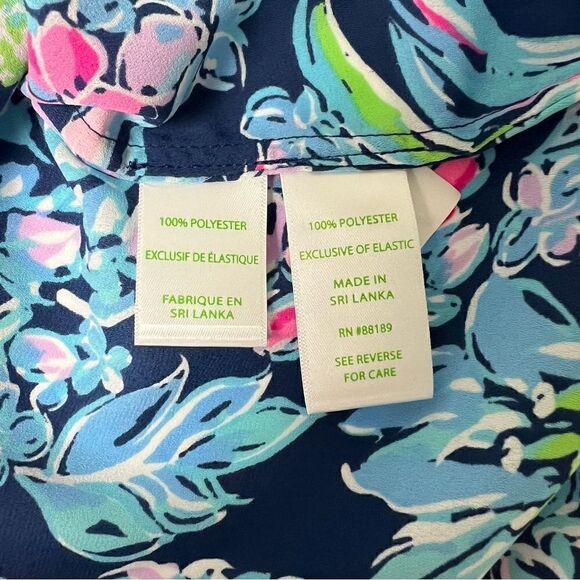 100% POLYESTER
EXCLUSIF DE ÉLASTIQUE
FABRIQUE EN
SRI LANKA
100% POLYESTER
EXCLUSIVE OF ELASTIC
MADE IN
SRI LANKA
RN #88189
SEE REVERSE
FOR CARE